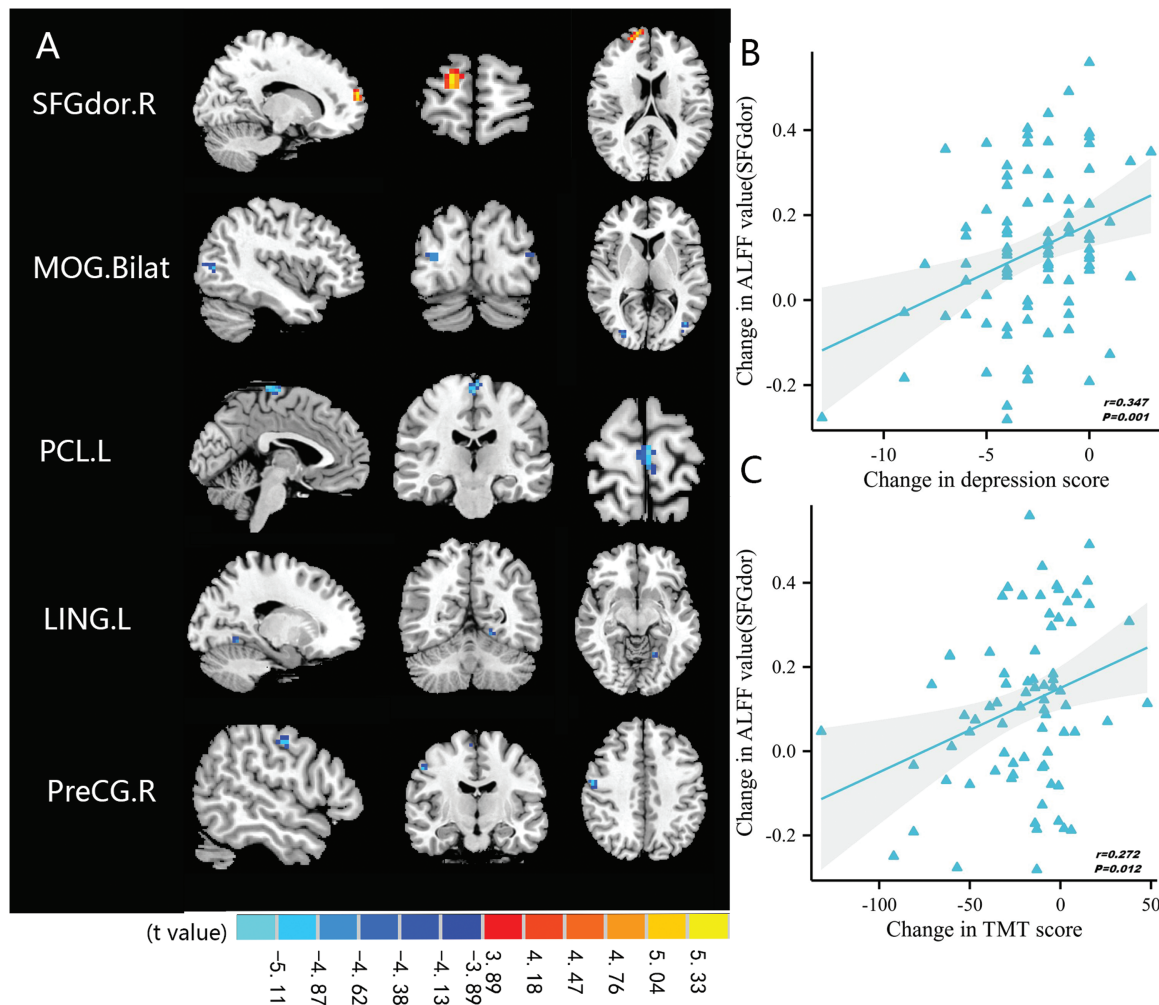 A
SFGdor.R
MOG.Bilat
PCL.L
LING.L
PreCG.R
(t value)
-5.11
-4.87
-4.62
-4.38
-4.13
-3.89
3.89
4.18
4.47
4.76
5.04
5.33
B
Change in ALFF value(SFGdor)
0.4
0.2
0.0
-0.2
r=0.347
P=0.001
-10
-5
0
Change in depression score
C
Change in ALFF value(SFGdor)
0.4
0.2
0.0
-0.2
r=0.272
P=0.012
-100
-50
0
50
Change in TMT score